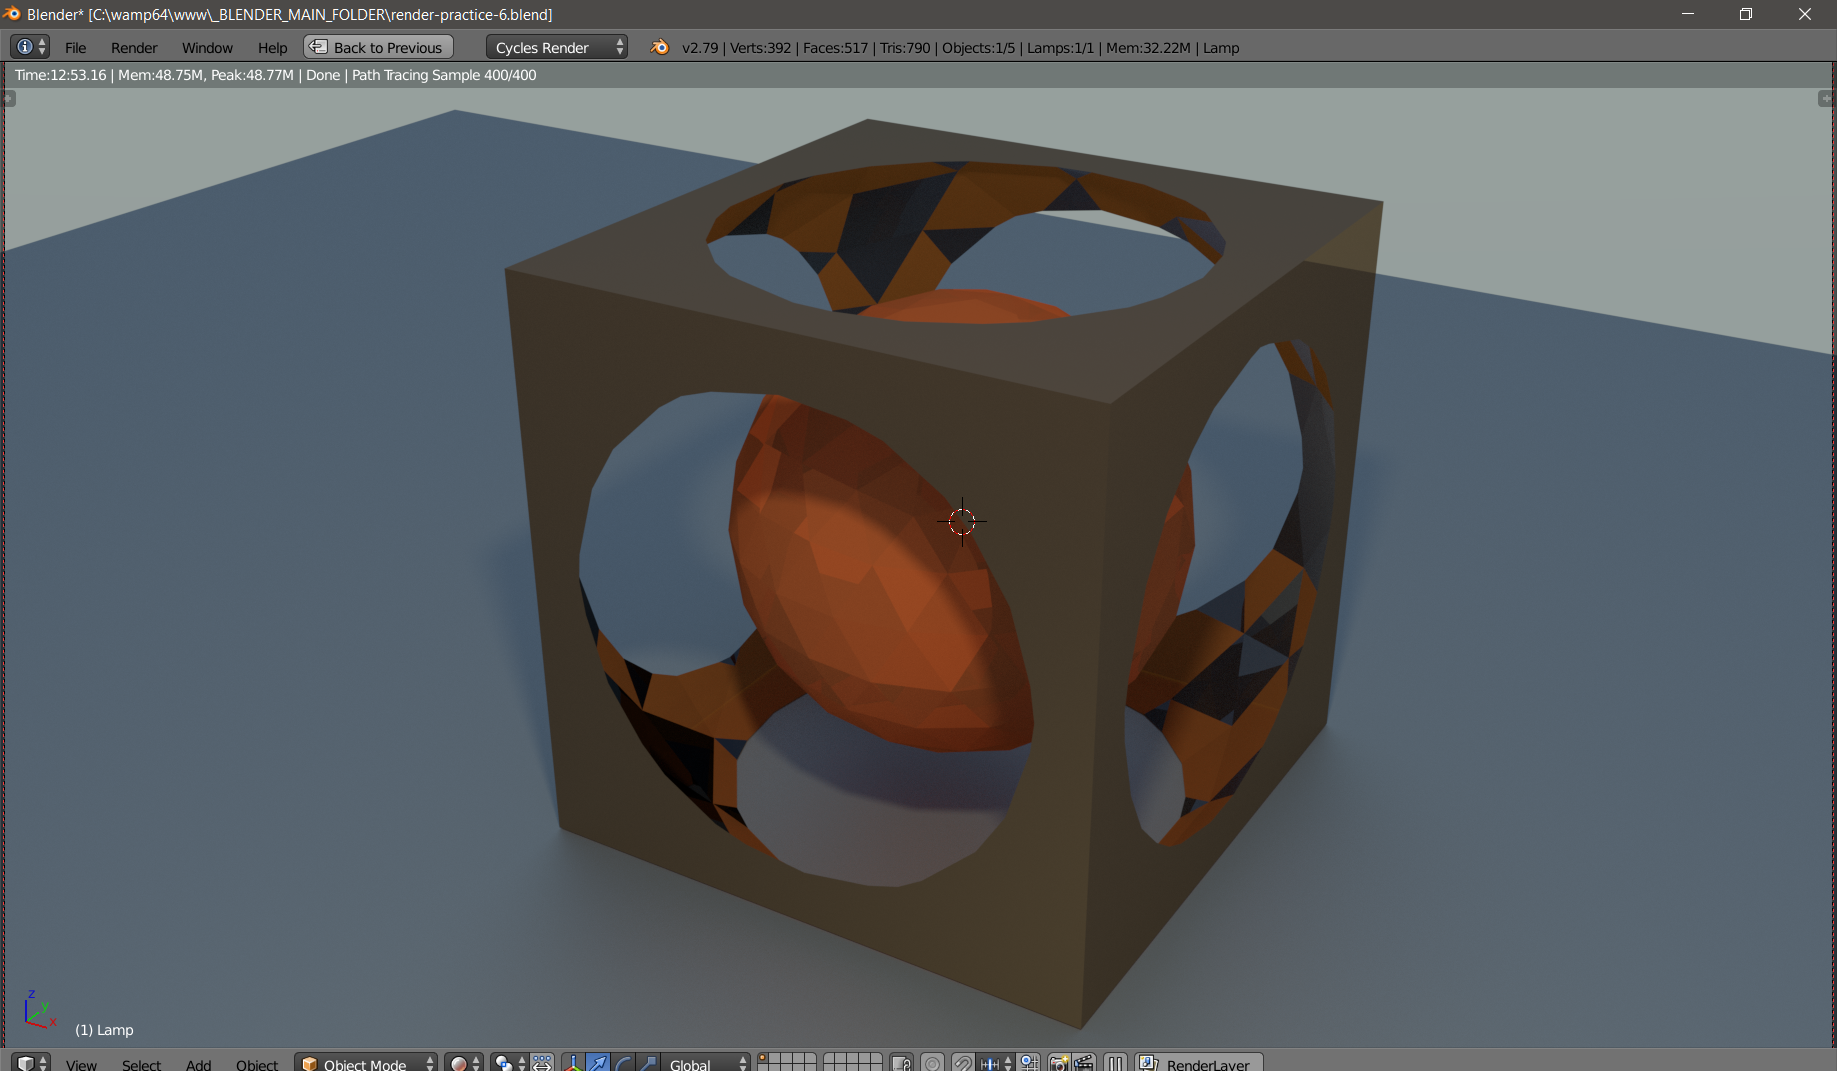 Blender* [C:\wamp64\www\_BLENDER_MAIN_FOLDER\render-practice-6.blend]
File Render Window Help Back to Previous Cycles Render v2.79 | Verts:392 | Faces:517 | Tris:790 | Objects:1/5 | Lamps:1/1 | Mem:32.22M | Lamp
Time:12:53.16 | Mem:48.75M, Peak:48.77M | Done | Path Tracing Sample 400/400
z
y
x
(1) Lamp
View Select Add Object Object Mode Global RenderLayer